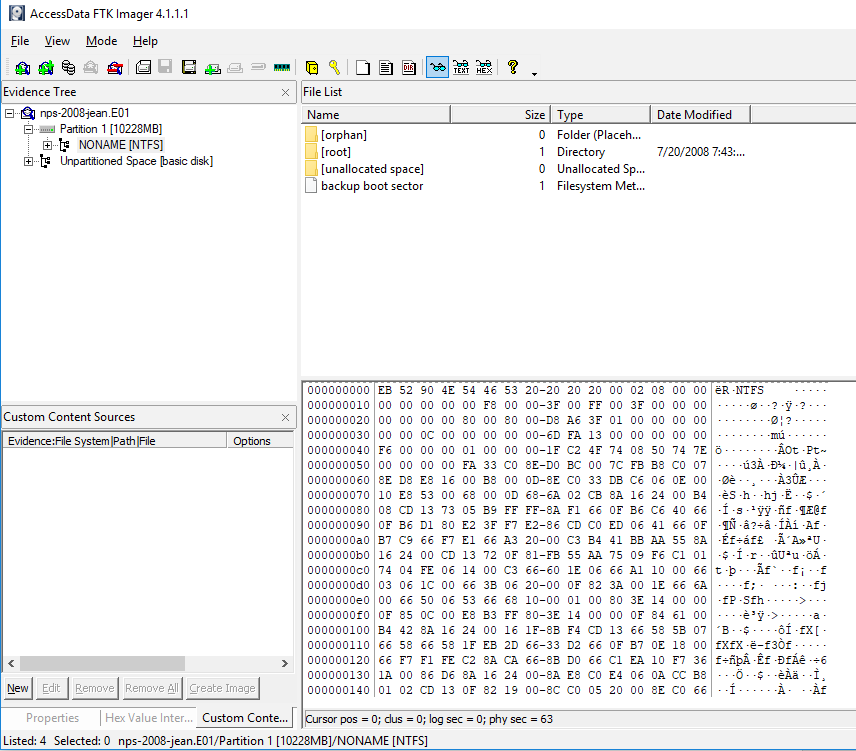 AccessData FTK Imager 4.1.1.1
File View Mode Help
TEXT HEX
Evidence Tree
nps-2008-jean.E01
Partition 1 [10228MB]
NONAME [NTFS]
Unpartitioned Space [basic disk]
File List
Name Size Type Date Modified
[orphan] 0 Folder (Placeh...
[root] 1 Directory 7/20/2008 7:43:...
[unallocated space] 0 Unallocated Sp...
backup boot sector 1 Filesystem Met...
Custom Content Sources
Evidence:File System|Path|File Options
New Edit Remove Remove All Create Image
Properties Hex Value Inter... Custom Conte...
000000000 EB 52 90 4E 54 46 53 20-20 20 20 00 02 08 00 00 ëR·NTFS ·····
000000010 00 00 00 00 00 F8 00 00-3F 00 FF 00 3F 00 00 00 ·····ø··?·ÿ·?···
000000020 00 00 00 00 80 00 80 00-D8 A6 3F 01 00 00 00 00 ········Ø¦?·····
000000030 00 00 0C 00 00 00 00 00-6D FA 13 00 00 00 00 00 ········mú······
000000040 F6 00 00 00 01 00 00 00-1F C2 4F 74 08 50 74 7E ö········ÂOt·Pt~
000000050 00 00 00 00 FA 33 C0 8E-D0 BC 00 7C FB B8 C0 07 ····ú3À·Ð¼·|û¸À·
000000060 8E D8 E8 16 00 B8 00 0D-8E C0 33 DB C6 06 0E 00 ·Øè··¸···À3ÛÆ···
000000070 10 E8 53 00 68 00 0D 68-6A 02 CB 8A 16 24 00 B4 ·èS·h··hj·Ë··$·´
000000080 08 CD 13 73 05 B9 FF FF-8A F1 66 0F B6 C6 40 66 ·Í·s·¹ÿÿ·ñf·¶Æ@f
000000090 0F B6 D1 80 E2 3F F7 E2-86 CD C0 ED 06 41 66 0F ·¶Ñ·â?÷â·ÍÀí·Af·
0000000a0 B7 C9 66 F7 E1 66 A3 20-00 C3 B4 41 BB AA 55 8A ·Éf÷áf£ ·Ã´A»ªU·
0000000b0 16 24 00 CD 13 72 0F 81-FB 55 AA 75 09 F6 C1 01 ·$·Í·r··ûUªu·öÁ·
0000000c0 74 04 FE 06 14 00 C3 66-60 1E 06 66 A1 10 00 66 t·þ···Ãf`··f¡··f
0000000d0 03 06 1C 00 66 3B 06 20-00 0F 82 3A 00 1E 66 6A ····f;· ···:··fj
0000000e0 00 66 50 06 53 66 68 10-00 01 00 80 3E 14 00 00 ·fP·Sfh·····>···
0000000f0 0F 85 0C 00 E8 B3 FF 80-3E 14 00 00 0F 84 61 00 ····è³ÿ·>·····a·
000000100 B4 42 8A 16 24 00 16 1F-8B F4 CD 13 66 58 5B 07 ´B··$····ôÍ·fX[·
000000110 66 58 66 58 1F EB 2D 66-33 D2 66 0F B7 0E 18 00 fXfX·ë-f3Òf·····
000000120 66 F7 F1 FE C2 8A CA 66-8B D0 66 C1 EA 10 F7 36 f÷ñþÂ·Êf·ÐfÁê·÷6
000000130 1A 00 86 D6 8A 16 24 00-8A E8 C0 E4 06 0A CC B8 ···Ö··$··èÀä··Ì¸
000000140 01 02 CD 13 0F 82 19 00-8C C0 05 20 00 8E C0 66 ··Í······À· ··Àf
Cursor pos = 0; clus = 0; log sec = 0; phy sec = 63
Listed: 4 Selected: 0 nps-2008-jean.E01/Partition 1 [10228MB]/NONAME [NTFS]